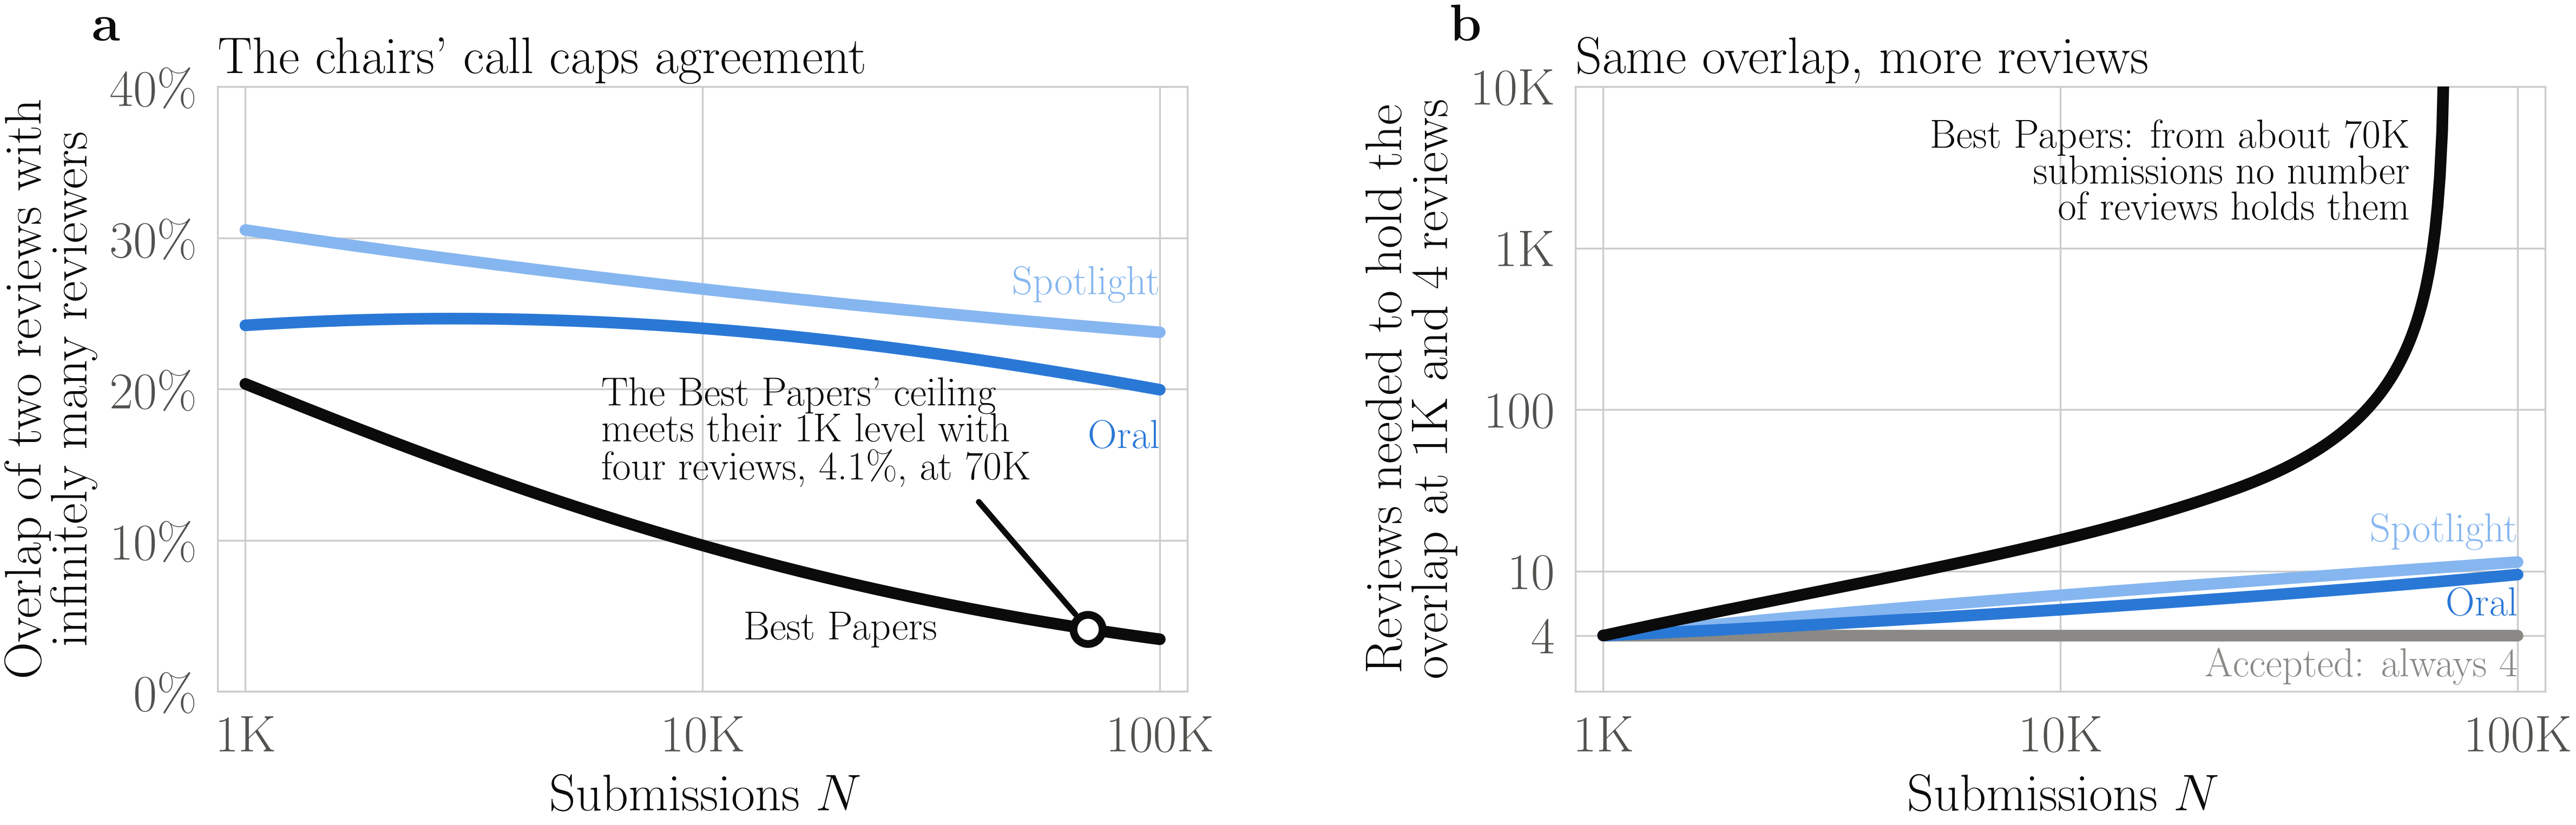 a
The chairs' call caps agreement
Overlap of two reviews with
infinitely many reviewers
40%
30%
20%
10%
0%
Spotlight
Oral
The Best Papers' ceiling
meets their 1K level with
four reviews, 4.1%, at 70K
Best Papers
1K
10K
100K
Submissions N
b
Same overlap, more reviews
Reviews needed to hold the
overlap at 1K and 4 reviews
10K
1K
100
10
4
Best Papers: from about 70K
submissions no number
of reviews holds them
Spotlight
Oral
Accepted: always 4
1K
10K
100K
Submissions N